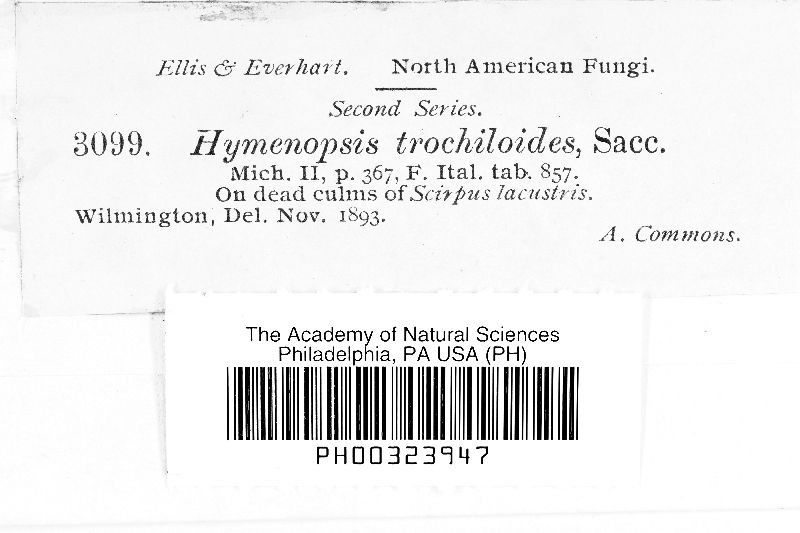 Ellis & Everhart. North American Fungi.
Second Series.
3099. Hymenopsis trochiloides, Sacc.
Mich. II, p. 367, F. Ital. tab. 857.
On dead culms of Scirpus lacustris.
Wilmington, Del. Nov. 1893.
A. Commons.
The Academy of Natural Sciences
Philadelphia, PA USA (PH)
PH00323947